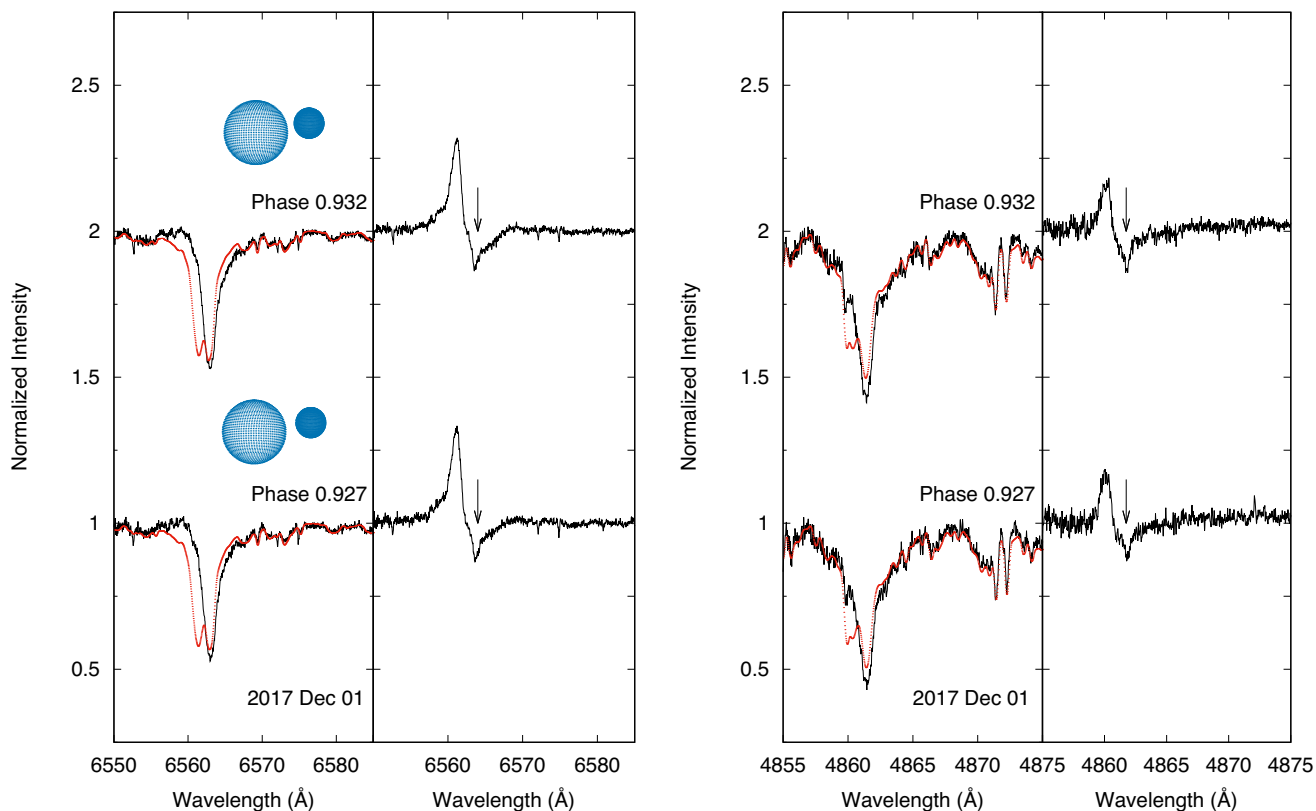 2.5
2
1.5
1
0.5
Normalized Intensity
Phase 0.932
Phase 0.927
2017 Dec 01
6550 6560 6570 6580
6560 6570 6580
Wavelength (Å)
Wavelength (Å)
2.5
2
1.5
1
0.5
Normalized Intensity
Phase 0.932
Phase 0.927
2017 Dec 01
4855 4860 4865 4870 4875
4860 4865 4870 4875
Wavelength (Å)
Wavelength (Å)